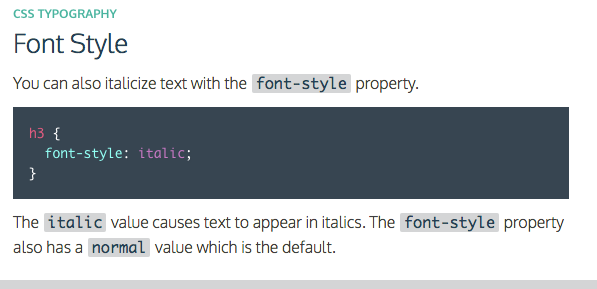 CSS TYPOGRAPHY
Font Style
You can also italicize text with the font-style property.
h3 {
font-style: italic;
}
The italic value causes text to appear in italics. The font-style property
also has a normal value which is the default.